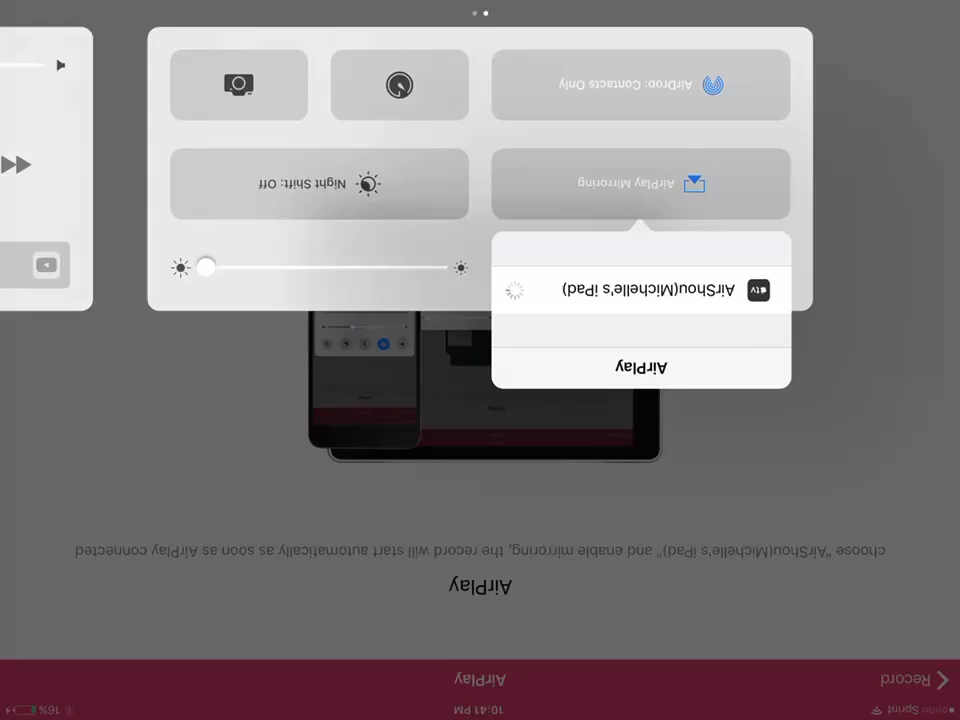 Sprint
10:41 PM
16%
Record
AirPlay
AirPlay
choose "AirShou(Michelle's iPad)" and enable mirroring, the record will start automatically as soon as AirPlay connected
AirPlay
AirShou(Michelle's iPad)
tv
AirPlay Mirroring
Night Shift: Off
AirDrop: Contacts Only